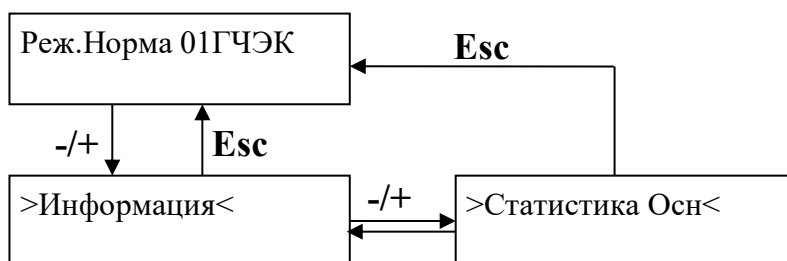 Реж.Норма 01ГЧЭК
Esc
-/+
Esc
>Информация<
-/+
>Статистика Осн<